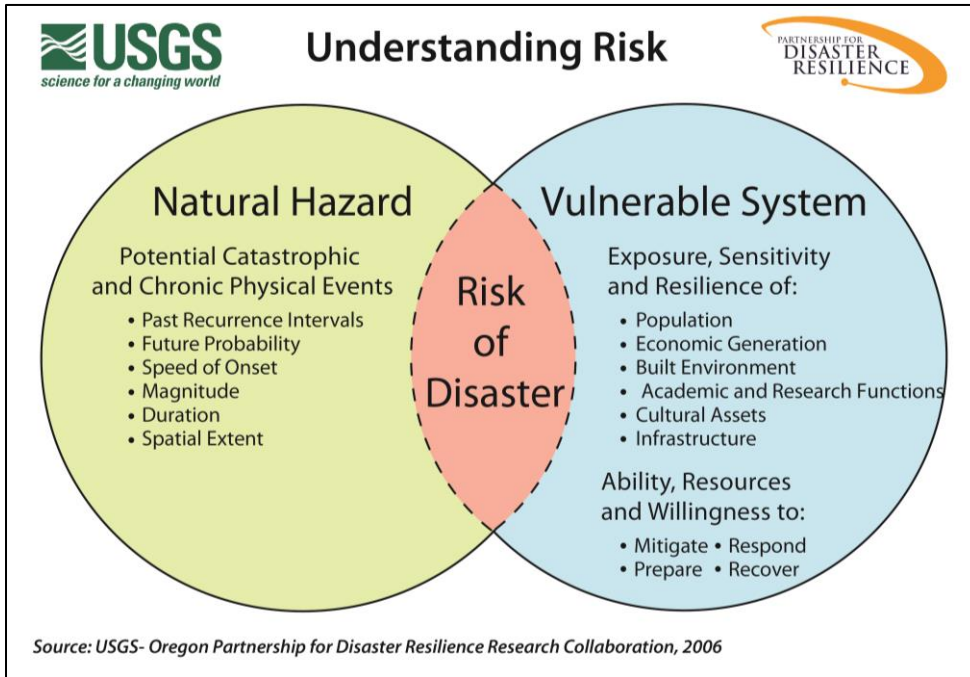 USGS
science for a changing world
Understanding Risk
PARTNERSHIP FOR
DISASTER
RESILIENCE
Natural Hazard
Potential Catastrophic
and Chronic Physical Events
• Past Recurrence Intervals
• Future Probability
• Speed of Onset
• Magnitude
• Duration
• Spatial Extent
Risk
of
Disaster
Vulnerable System
Exposure, Sensitivity
and Resilience of:
• Population
• Economic Generation
• Built Environment
• Academic and Research Functions
• Cultural Assets
• Infrastructure
Ability, Resources
and Willingness to:
• Mitigate • Respond
• Prepare • Recover
Source: USGS- Oregon Partnership for Disaster Resilience Research Collaboration, 2006